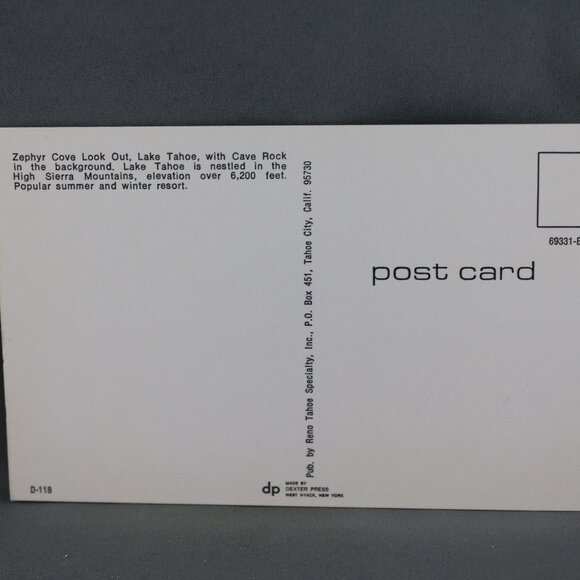 Zephyr Cove Look Out, Lake Tahoe, with Cave Rock
in the background. Lake Tahoe is nestled in the
High Sierra Mountains, elevation over 6,200 feet.
Popular summer and winter resort.
Pub. by Reno Tahoe Specialty, Inc., P.O. Box 451, Tahoe City, Calif. 95730
69331-B
post card
D-118
dp
MADE BY
DEXTER PRESS
WEST NYACK, NEW YORK